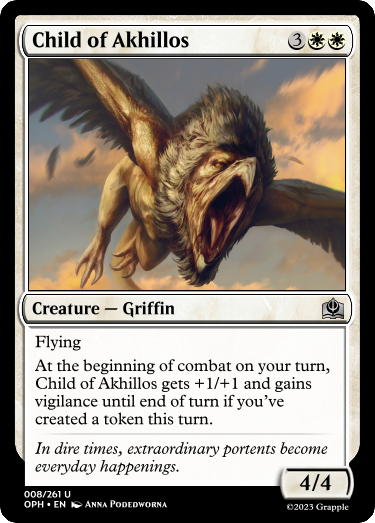 Child of Akhillos 3
Creature — Griffin
Flying
At the beginning of combat on your turn,
Child of Akhillos gets +1/+1 and gains
vigilance until end of turn if you've
created a token this turn.
In dire times, extraordinary portents become
everyday happenings.
4/4
008/261 U
OPH • EN Anna Podedworna
©2023 Grapple